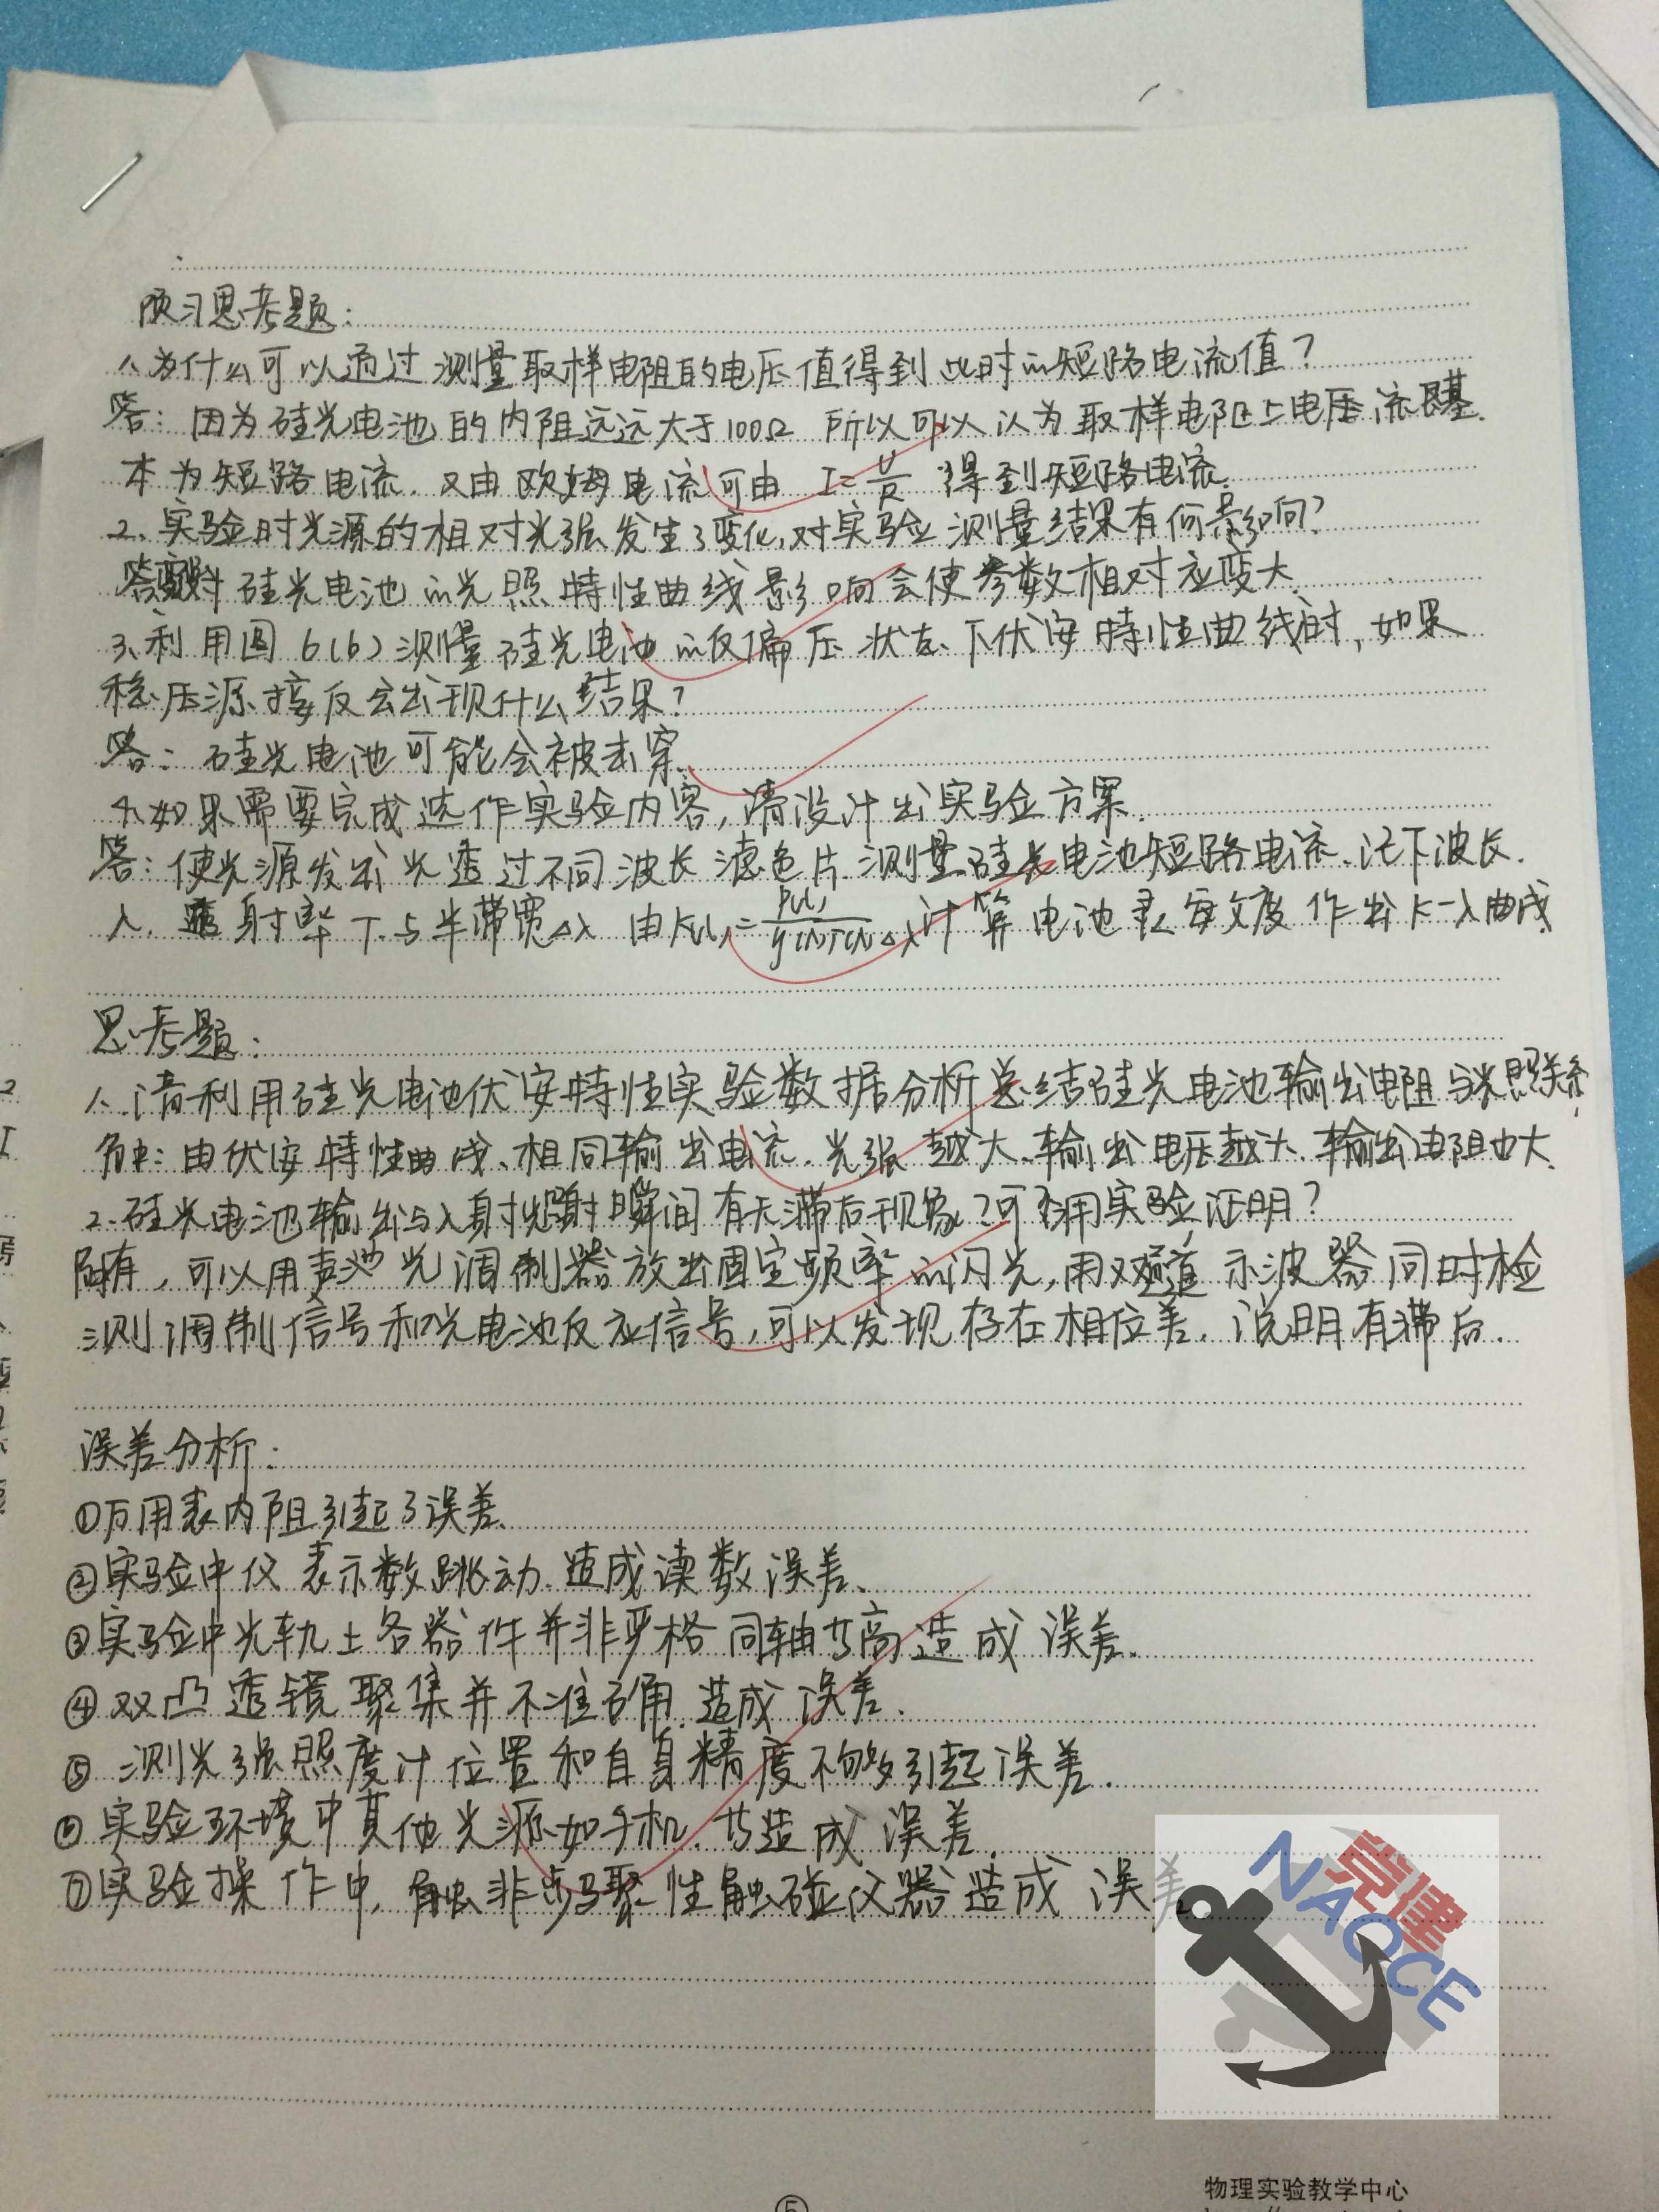 预习思考题:
1、为什么可以通过测量取样电阻的电压值得到此时的短路电流值?
答:因为硅光电池的内阻远远大于100Ω 所以可以认为取样电阻上电压流基
本为短路电流.又由欧姆电流可由 I=U/R 得到短路电流.
2、实验时光源的相对光强发生了变化,对实验测量结果有何影响?
硅光电池的光照特性曲线影响会使参数相对应变大.
3、利用图6(b)测量硅光电池的反偏压状态下伏安特性曲线时,如果
稳压源接反会出现什么结果?
答:硅光电池可能会被击穿.
4、如果需要完成选作实验内容,请设计出实验方案.
答:使光源发出光透过不同波长滤色片.测量硅光电池短路电流.记下波长.
λ.透射率T.与半带宽Δλ 由 计算电池灵敏度作出K-λ曲线.
思考题:
1、请利用硅光电池伏安特性实验数据分析总结硅光电池输出电阻与光照关系
由伏安特性曲线、相同输出电流.光强越大.输出电压越大.输出电阻也大.
2、硅光电池输出与入射光照射瞬间有无滞后现象?可否用实验证明?
有,可以用声光调制器放出固定频率的闪光,用双通道示波器同时检
测调制信号和光电池反应信号,可以发现存在相位差.说明有滞后.
误差分析:
①万用表内阻引起了误差.
②实验中仪表示数跳动.造成读数误差.
③实验中光轨上各器件并非严格同轴等高造成误差.
④双凸透镜聚集并不准确.造成误差.
⑤测光强照度计位置和自身精度不够引起误差.
⑥实验环境中其他光源如手机.等造成误差.
⑦实验操作中,触非步骤性触碰仪器造成误差
党建
NAOCE
物理实验教学中心
5